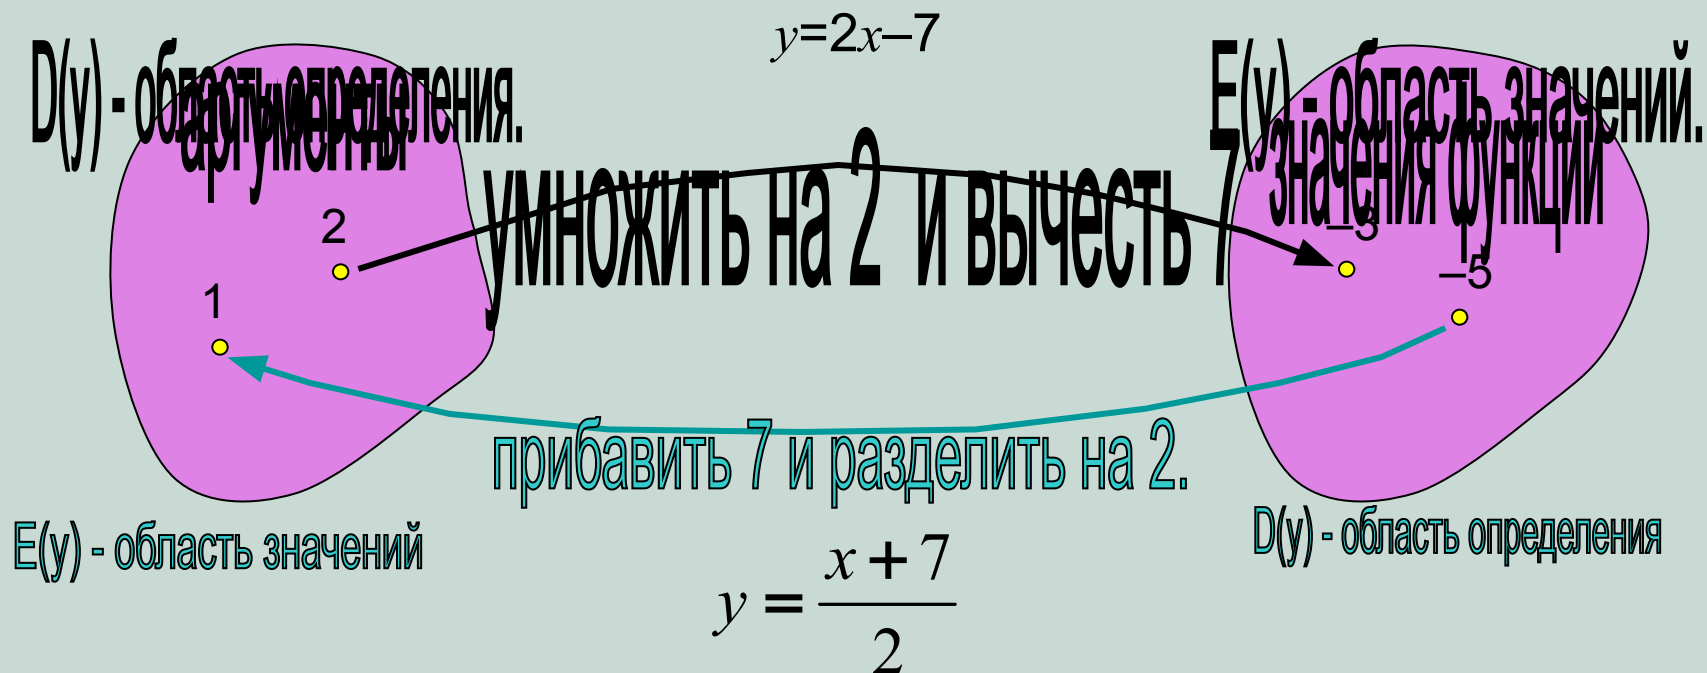 y=2x–7
D(y) - область определения.
аргументы
E(y) - область значений.
значения функции
умножить на 2 и вычесть 7
2
–3
1
–5
прибавить 7 и разделить на 2.
E(y) - область значений
D(y) - область определения
y = x + 7
2